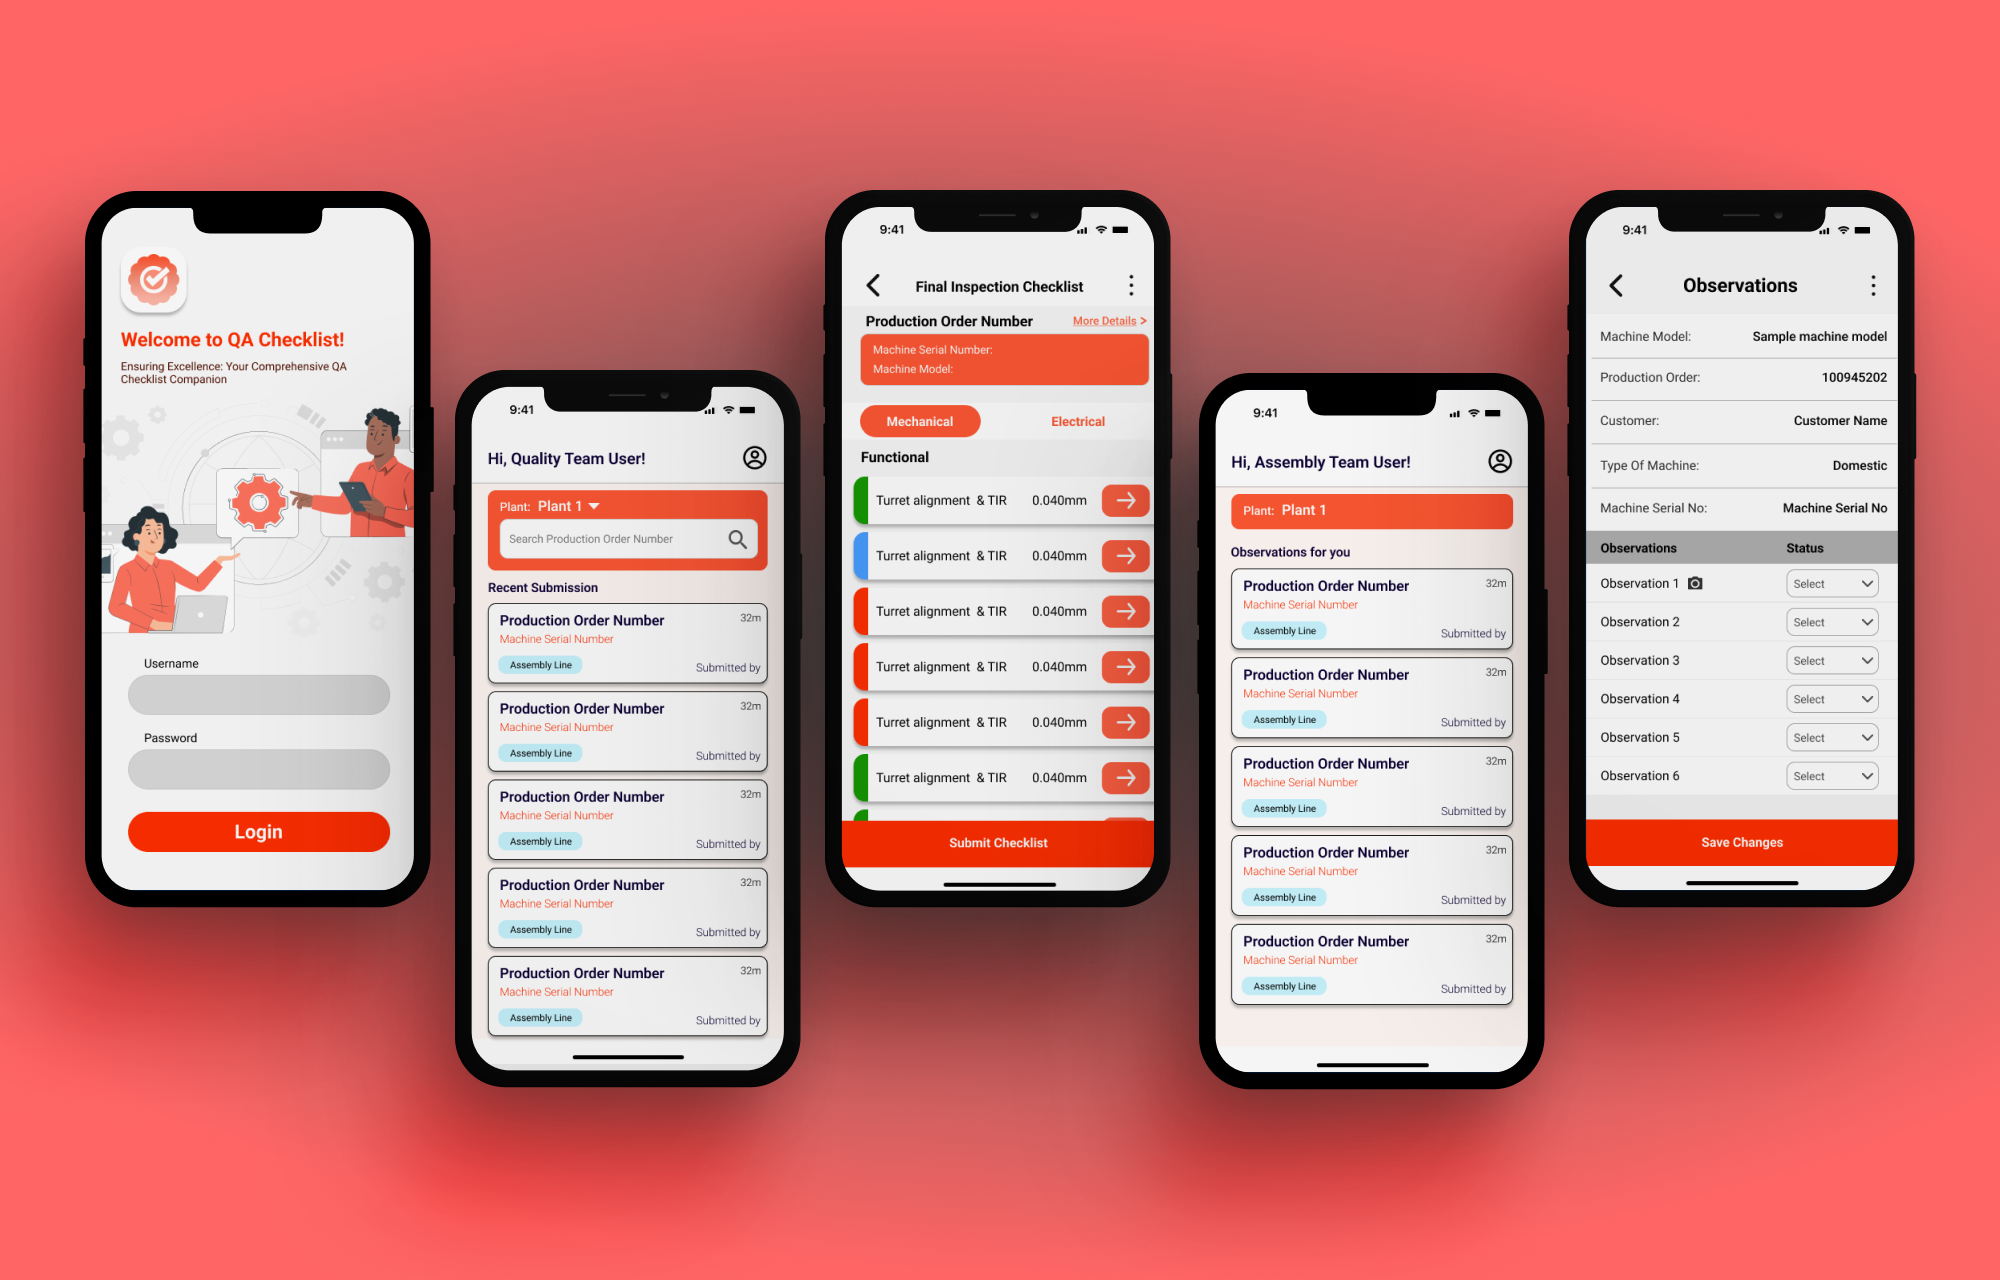 Welcome to QA Checklist!
Ensuring Excellence: Your Comprehensive QA
Checklist Companion
Username
Password
Login
9:41
Hi, Quality Team User!
Plant: Plant 1
Search Production Order Number
Recent Submission
Production Order Number 32m
Machine Serial Number
Assembly Line Submitted by
Production Order Number 32m
Machine Serial Number
Assembly Line Submitted by
Production Order Number 32m
Machine Serial Number
Assembly Line Submitted by
Production Order Number 32m
Machine Serial Number
Assembly Line Submitted by
Production Order Number 32m
Machine Serial Number
Assembly Line Submitted by
9:41
Final Inspection Checklist
Production Order Number More Details >
Machine Serial Number:
Machine Model:
Mechanical Electrical
Functional
Turret alignment & TIR 0.040mm
Turret alignment & TIR 0.040mm
Turret alignment & TIR 0.040mm
Turret alignment & TIR 0.040mm
Turret alignment & TIR 0.040mm
Turret alignment & TIR 0.040mm
Submit Checklist
9:41
Hi, Assembly Team User!
Plant: Plant 1
Observations for you
Production Order Number 32m
Machine Serial Number
Assembly Line Submitted by
Production Order Number 32m
Machine Serial Number
Assembly Line Submitted by
Production Order Number 32m
Machine Serial Number
Assembly Line Submitted by
Production Order Number 32m
Machine Serial Number
Assembly Line Submitted by
Production Order Number 32m
Machine Serial Number
Assembly Line Submitted by
9:41
Observations
Machine Model: Sample machine model
Production Order: 100945202
Customer: Customer Name
Type Of Machine: Domestic
Machine Serial No: Machine Serial No
Observations Status
Observation 1 Select
Observation 2 Select
Observation 3 Select
Observation 4 Select
Observation 5 Select
Observation 6 Select
Save Changes